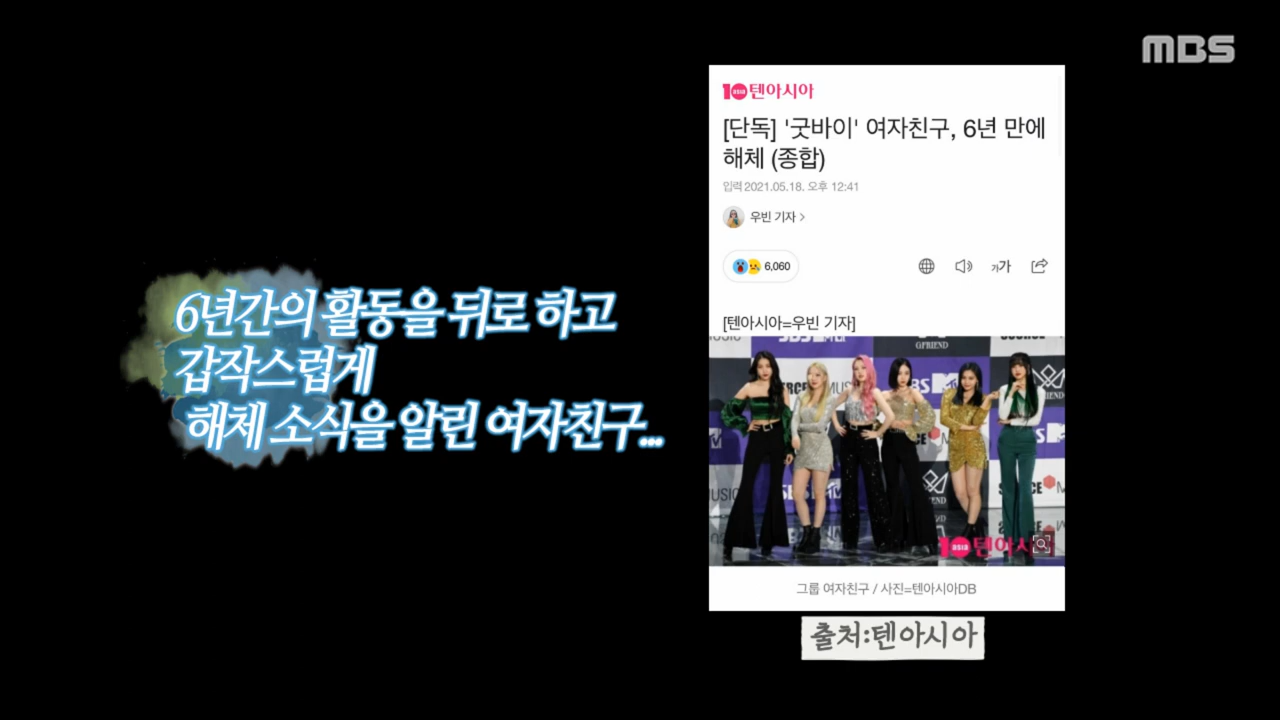 MBS
6년간의 활동을 뒤로 하고
갑작스럽게
해체 소식을 알린 여자친구...
10 asia 텐아시아
[단독] '굿바이' 여자친구, 6년 만에
해체 (종합)
입력 2021.05.18. 오후 12:41
우빈 기자 >
6,060
가가
[텐아시아=우빈 기자]
GFRIEND
MUSIC
10 asia 텐아시
그룹 여자친구 / 사진=텐아시아DB
출처:텐아시아